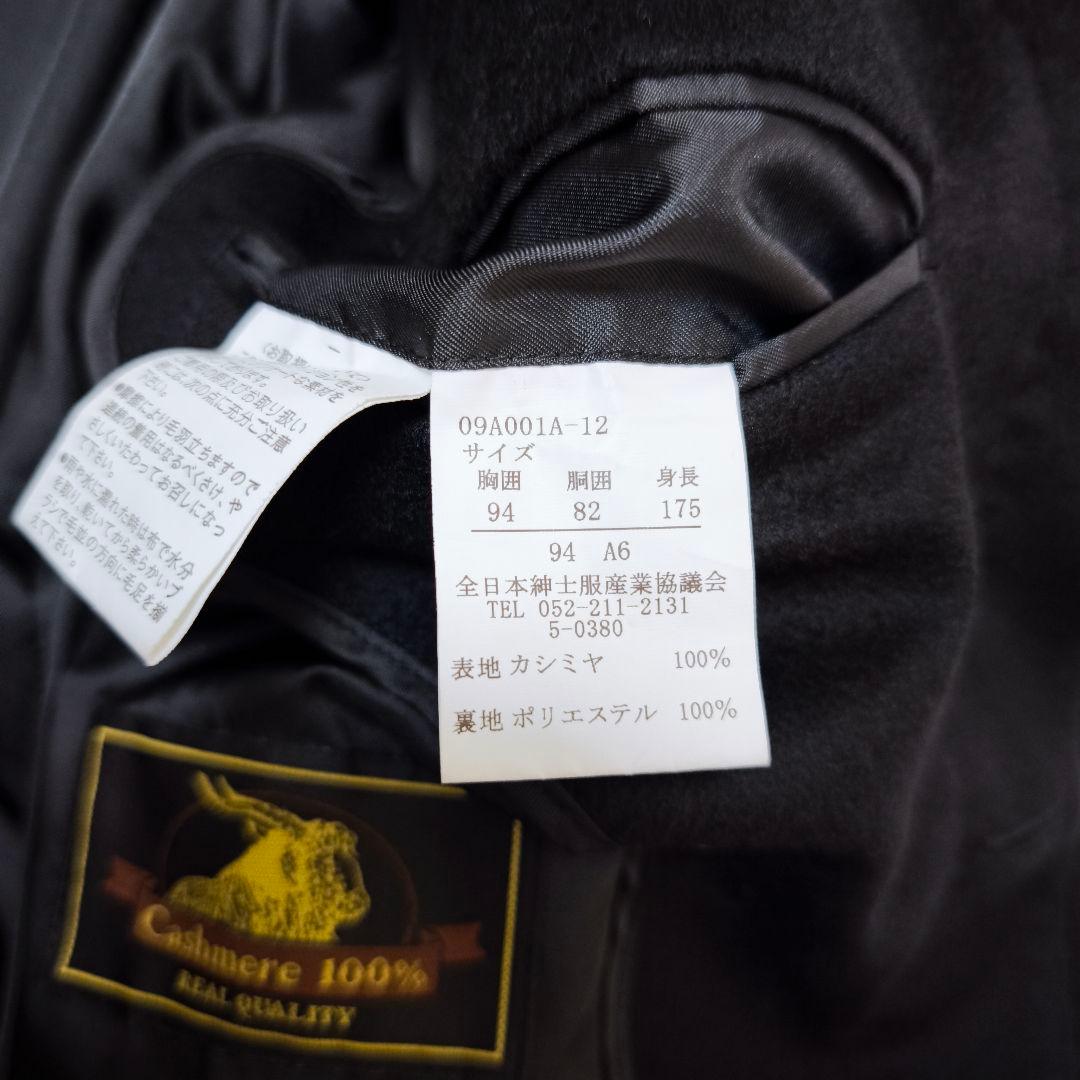 09A001A-12
サイズ
胸囲 胴囲 身長
94 82 175
94 A6
全日本紳士服産業協議会
TEL 052-211-2131
5-0380
表地 カシミヤ 100%
裏地 ポリエステル 100%
下さい。
●摩擦により毛羽立ちますので
連続の着用はなるべくさけ、や
さしくいたわってお召しになっ
て下さい。
●雨や水に濡れた時は布で水分
を取り、乾いてから柔らかいブ
ラシで毛並の方向に毛足を揃
えて下さい。
Cashmere 100%
REAL QUALITY